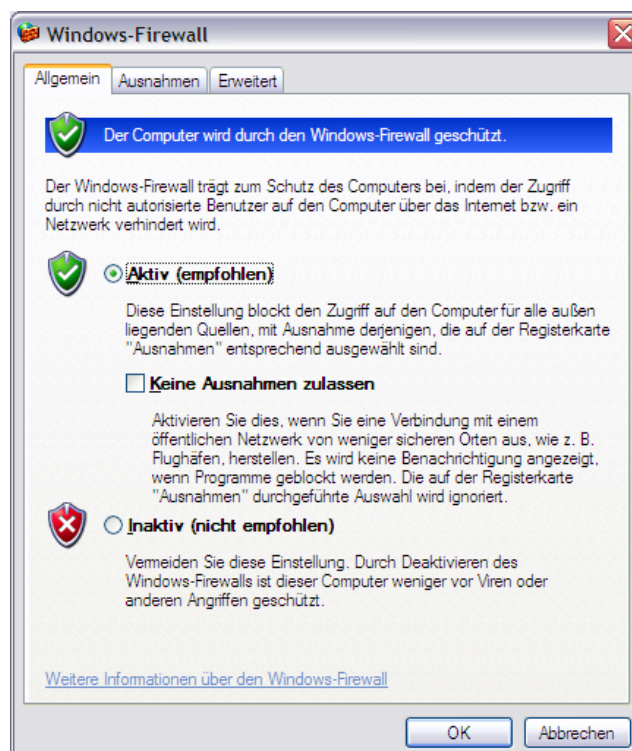 Windows-Firewall
Allgemein Ausnahmen Erweitert
Der Computer wird durch den Windows-Firewall geschützt.
Der Windows-Firewall trägt zum Schutz des Computers bei, indem der Zugriff
durch nicht autorisierte Benutzer auf den Computer über das Internet bzw. ein
Netzwerk verhindert wird.
Aktiv (empfohlen)
Diese Einstellung blockt den Zugriff auf den Computer für alle außen
liegenden Quellen, mit Ausnahme derjenigen, die auf der Registerkarte
"Ausnahmen" entsprechend ausgewählt sind.
Keine Ausnahmen zulassen
Aktivieren Sie dies, wenn Sie eine Verbindung mit einem
öffentlichen Netzwerk von weniger sicheren Orten aus, wie z. B.
Flughäfen, herstellen. Es wird keine Benachrichtigung angezeigt,
wenn Programme geblockt werden. Die auf der Registerkarte
"Ausnahmen" durchgeführte Auswahl wird ignoriert.
Inaktiv (nicht empfohlen)
Vermeiden Sie diese Einstellung. Durch Deaktivieren des
Windows-Firewalls ist dieser Computer weniger vor Viren oder
anderen Angriffen geschützt.
Weitere Informationen über den Windows-Firewall
OK Abbrechen